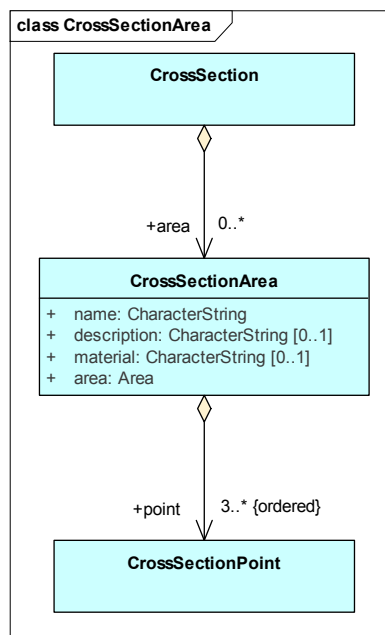 class CrossSectionArea
CrossSection
+area 0..*
CrossSectionArea
+ name: CharacterString
+ description: CharacterString [0..1]
+ material: CharacterString [0..1]
+ area: Area
+point 3..* {ordered}
CrossSectionPoint